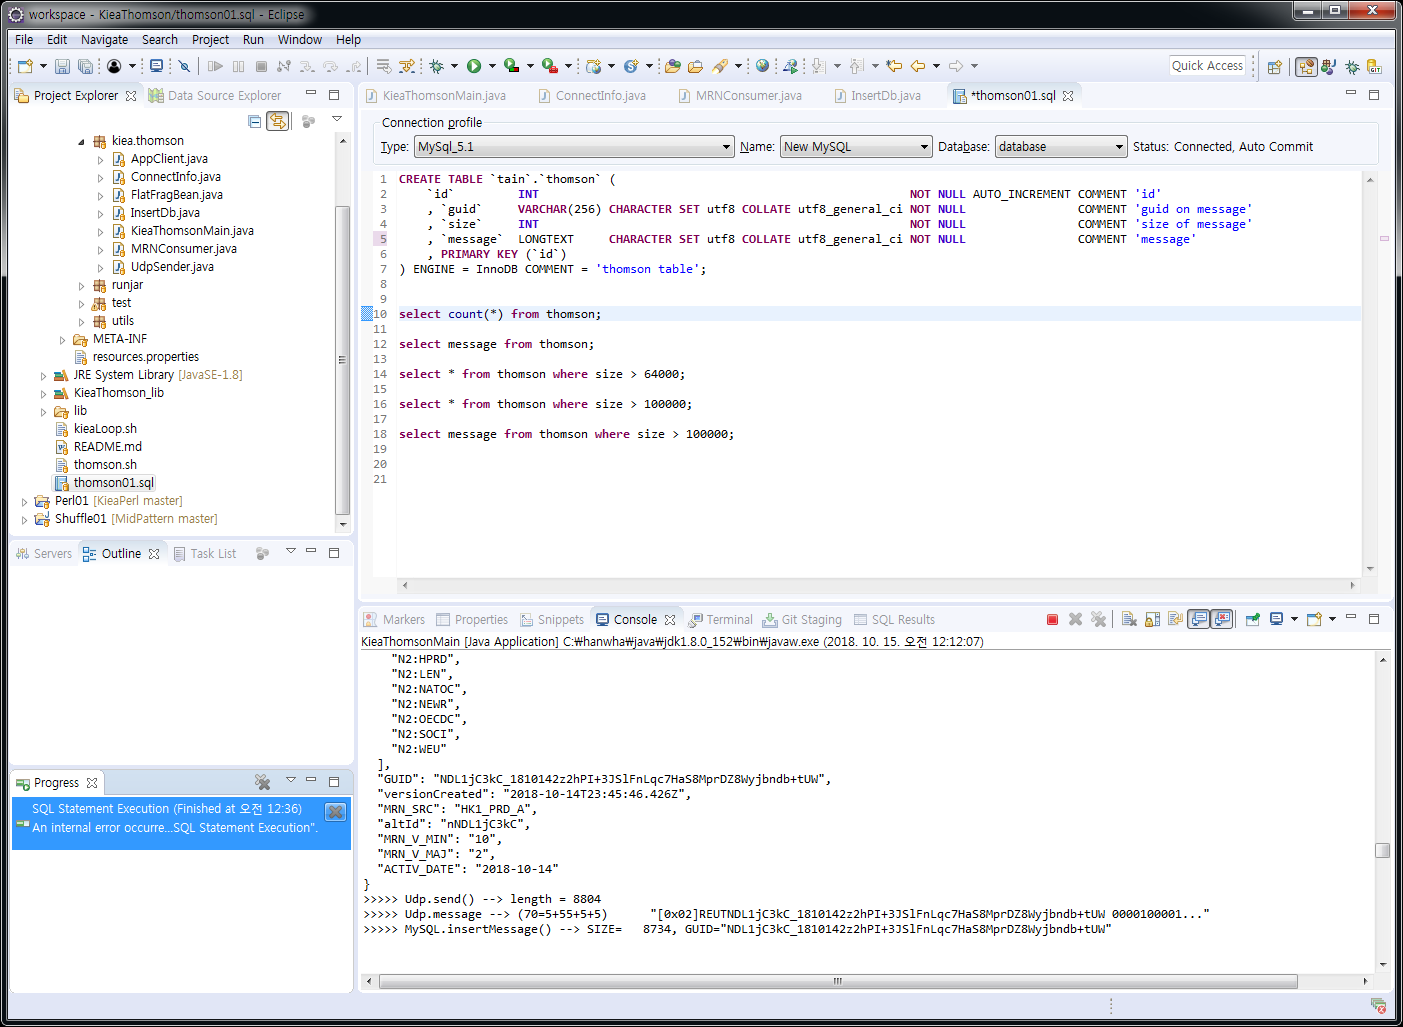 workspace - KieaThomson/thomson01.sql - Eclipse
File Edit Navigate Search Project Run Window Help
Quick Access
Project Explorer Data Source Explorer
kiea.thomson
AppClient.java
ConnectInfo.java
FlatFragBean.java
InsertDb.java
KieaThomsonMain.java
MRNConsumer.java
UdpSender.java
runjar
test
utils
META-INF
resources.properties
JRE System Library [JavaSE-1.8]
KieaThomson_lib
lib
kieaLoop.sh
README.md
thomson.sh
thomson01.sql
Perl01 [KieaPerl master]
Shuffle01 [MidPattern master]
Servers Outline Task List
Progress
SQL Statement Execution (Finished at 오전 12:36)
An internal error occurre...SQL Statement Execution".
KieaThomsonMain.java ConnectInfo.java MRNConsumer.java InsertDb.java *thomson01.sql
Connection profile
Type: MySql_5.1 Name: New MySQL Database: database Status: Connected, Auto Commit
1 CREATE TABLE `tain`.`thomson` (
2 `id` INT NOT NULL AUTO_INCREMENT COMMENT 'id'
3 , `guid` VARCHAR(256) CHARACTER SET utf8 COLLATE utf8_general_ci NOT NULL COMMENT 'guid on message'
4 , `size` INT NOT NULL COMMENT 'size of message'
5 , `message` LONGTEXT CHARACTER SET utf8 COLLATE utf8_general_ci NOT NULL COMMENT 'message'
6 , PRIMARY KEY (`id`)
7 ) ENGINE = InnoDB COMMENT = 'thomson table';
8
9
10 select count(*) from thomson;
11
12 select message from thomson;
13
14 select * from thomson where size > 64000;
15
16 select * from thomson where size > 100000;
17
18 select message from thomson where size > 100000;
19
20
21
Markers Properties Snippets Console Terminal Git Staging SQL Results
KieaThomsonMain [Java Application] C:₩hanwha₩java₩jdk1.8.0_152₩bin₩javaw.exe (2018. 10. 15. 오전 12:12:07)
"N2:HPRD",
"N2:LEN",
"N2:NATOC",
"N2:NEWR",
"N2:OECDC",
"N2:SOCI",
"N2:WEU"
],
"GUID": "NDL1jC3kC_1810142z2hPI+3JSlFnLqc7HaS8MprDZ8Wyjbndb+tUW",
"versionCreated": "2018-10-14T23:45:46.426Z",
"MRN_SRC": "HK1_PRD_A",
"altId": "nNDL1jC3kC",
"MRN_V_MIN": "10",
"MRN_V_MAJ": "2",
"ACTIV_DATE": "2018-10-14"
}
>>>>> Udp.send() --> length = 8804
>>>>> Udp.message --> (70=5+55+5+5) "[0x02]REUTNDL1jC3kC_1810142z2hPI+3JSlFnLqc7HaS8MprDZ8Wyjbndb+tUW 0000100001..."
>>>>> MySQL.insertMessage() --> SIZE= 8734, GUID="NDL1jC3kC_1810142z2hPI+3JSlFnLqc7HaS8MprDZ8Wyjbndb+tUW"